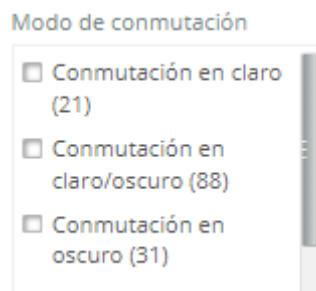 Modo de conmutación
Conmutación en claro
(21)
Conmutación en
claro/oscuro (88)
Conmutación en
oscuro (31)